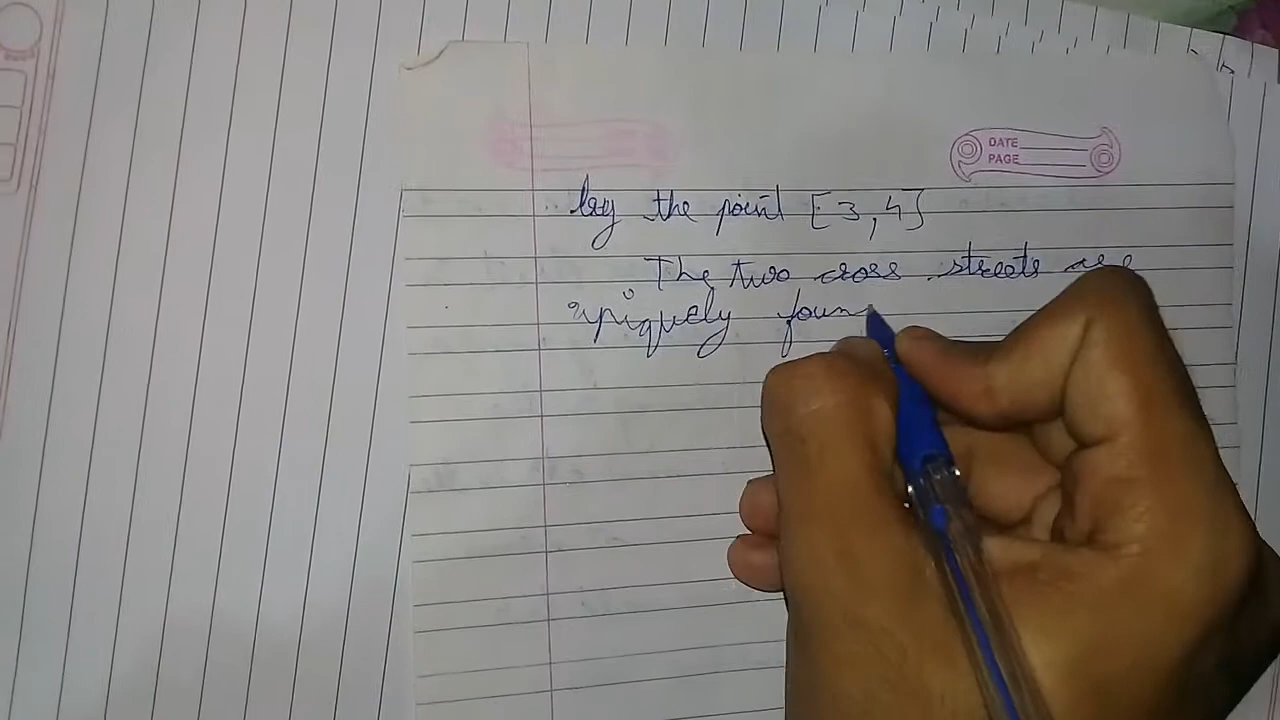 DATE
PAGE
by the point [3,4]
The two cross streets are
uniquely foun